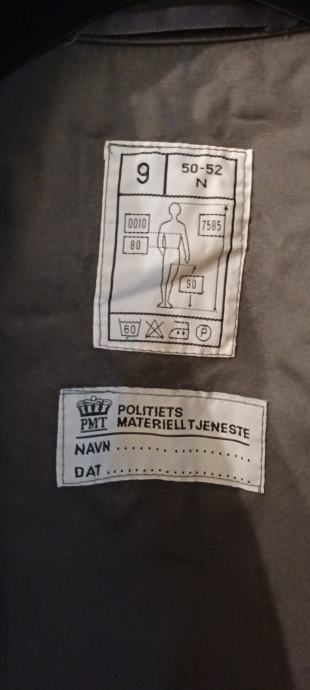 9
50-52
N
0010
7585
80
90
60
P
PMT
POLITIETS
MATERIELLTJENESTE
NAVN ....................
DAT ......................